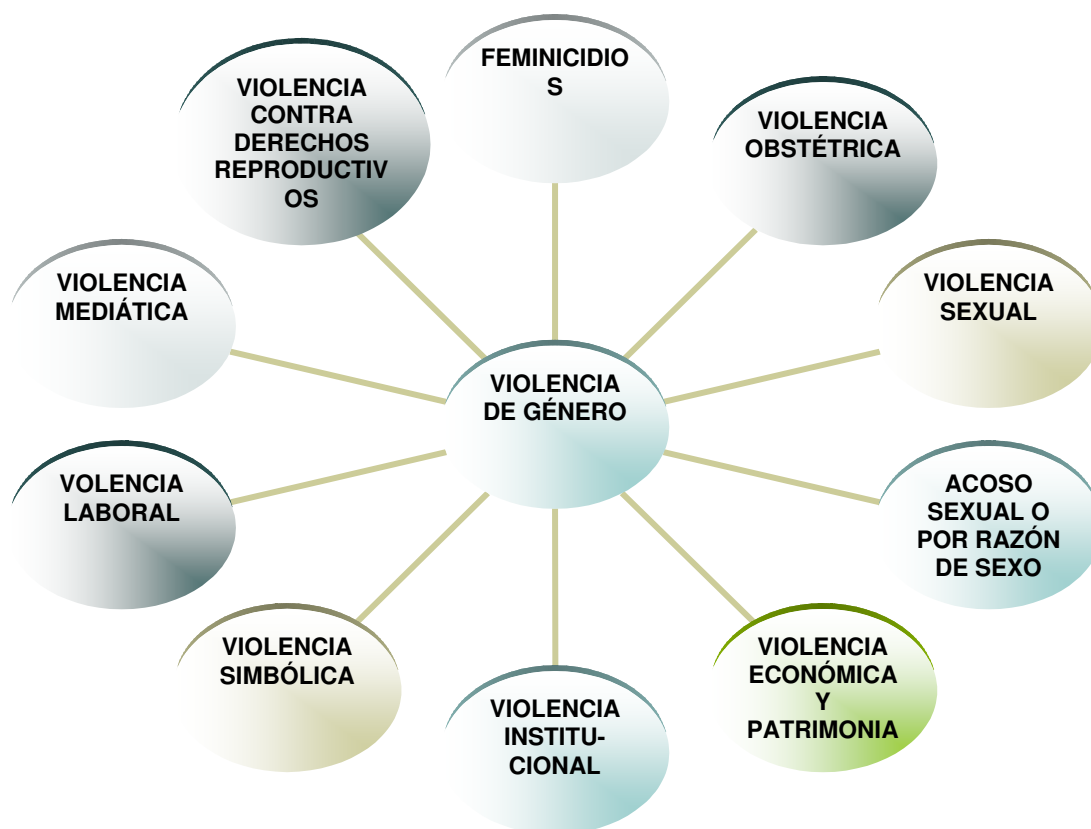 FEMINICIDIO
S
VIOLENCIA
CONTRA
DERECHOS
REPRODUCTIV
OS
VIOLENCIA
OBSTÉTRICA
VIOLENCIA
MEDIÁTICA
VIOLENCIA
SEXUAL
VIOLENCIA
DE GÉNERO
VOLENCIA
LABORAL
ACOSO
SEXUAL O
POR RAZÓN
DE SEXO
VIOLENCIA
SIMBÓLICA
VIOLENCIA
INSTITU-
CIONAL
VIOLENCIA
ECONÓMICA
Y
PATRIMONIA